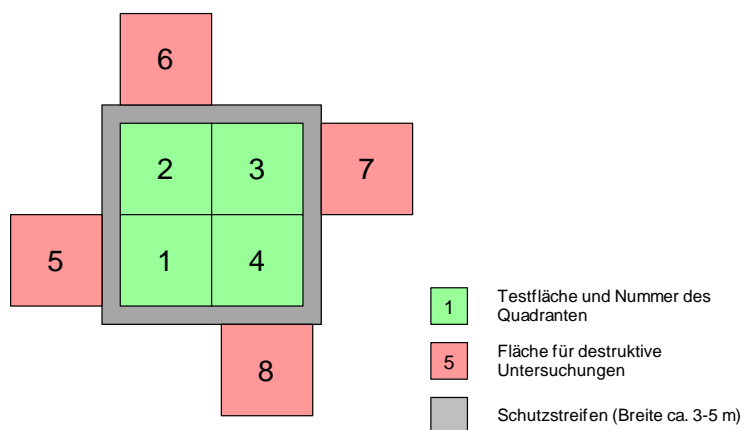 6
2
3
7
5
1
4
8
1
Testfläche und Nummer des
Quadranten
5
Fläche für destruktive
Untersuchungen
Schutzstreifen (Breite ca. 3-5 m)